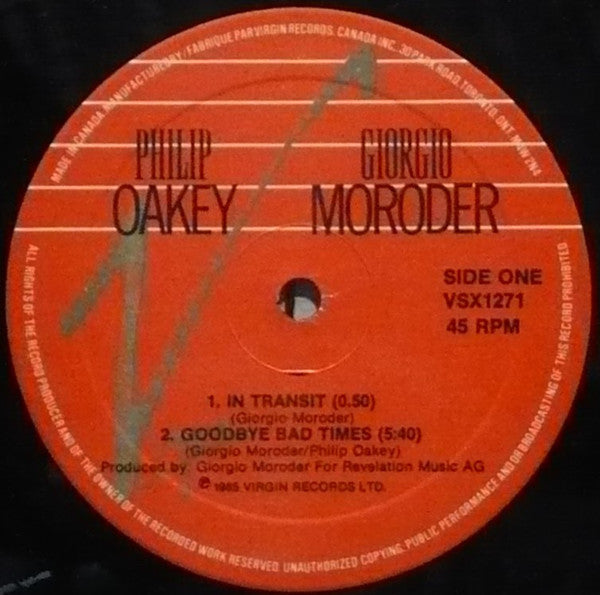 MADE IN CANADA. MANUFACTURED BY / FABRIQUE PAR VIRGIN RECORDS, CANADA INC., 30 PARK ROAD, TORONTO, ONT. M4W 2N4
PHILIP
OAKEY
GIORGIO
MORODER
SIDE ONE
VSX1271
45 RPM
1. IN TRANSIT (0.50)
(Giorgio Moroder)
2. GOODBYE BAD TIMES (5:40)
(Giorgio Moroder/Philip Oakey)
Produced by: Giorgio Moroder For Revelation Music AG
℗ 1985 VIRGIN RECORDS LTD.
ALL RIGHTS OF THE RECORD PRODUCER AND OF THE OWNER OF THE RECORDED WORK RESERVED. UNAUTHORIZED COPYING, PUBLIC PERFORMANCE AND/OR BROADCASTING OF THIS RECORD PROHIBITED.